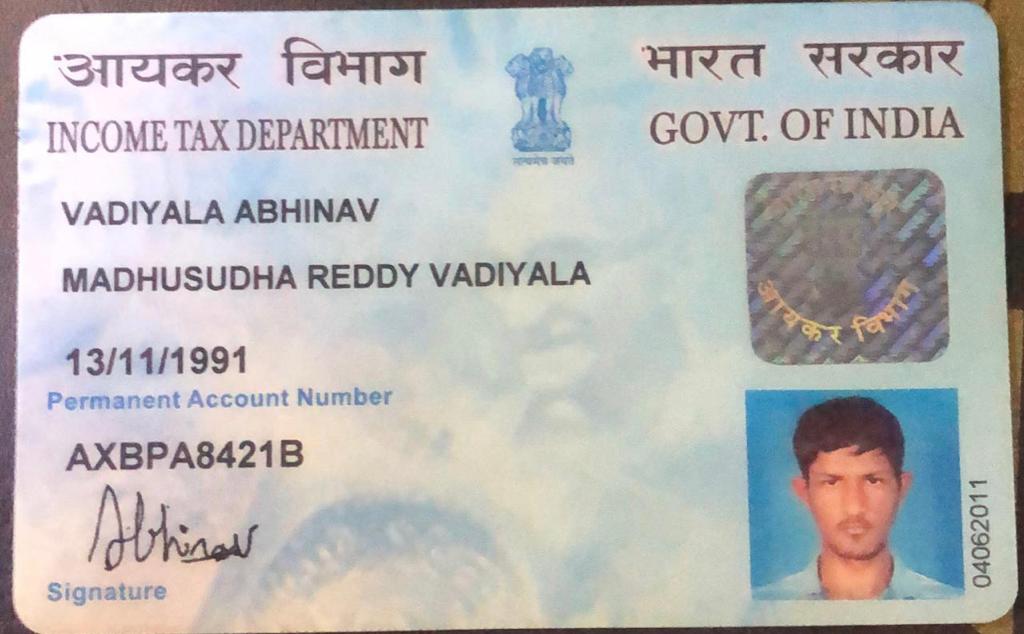 आयकर विभाग
INCOME TAX DEPARTMENT
सत्यमेव जयते
भारत सरकार
GOVT. OF INDIA
VADIYALA ABHINAV
MADHUSUDHA REDDY VADIYALA
13/11/1991
Permanent Account Number
AXBPA8421B
Abhinav
Signature
आयकर विभाग
04062011